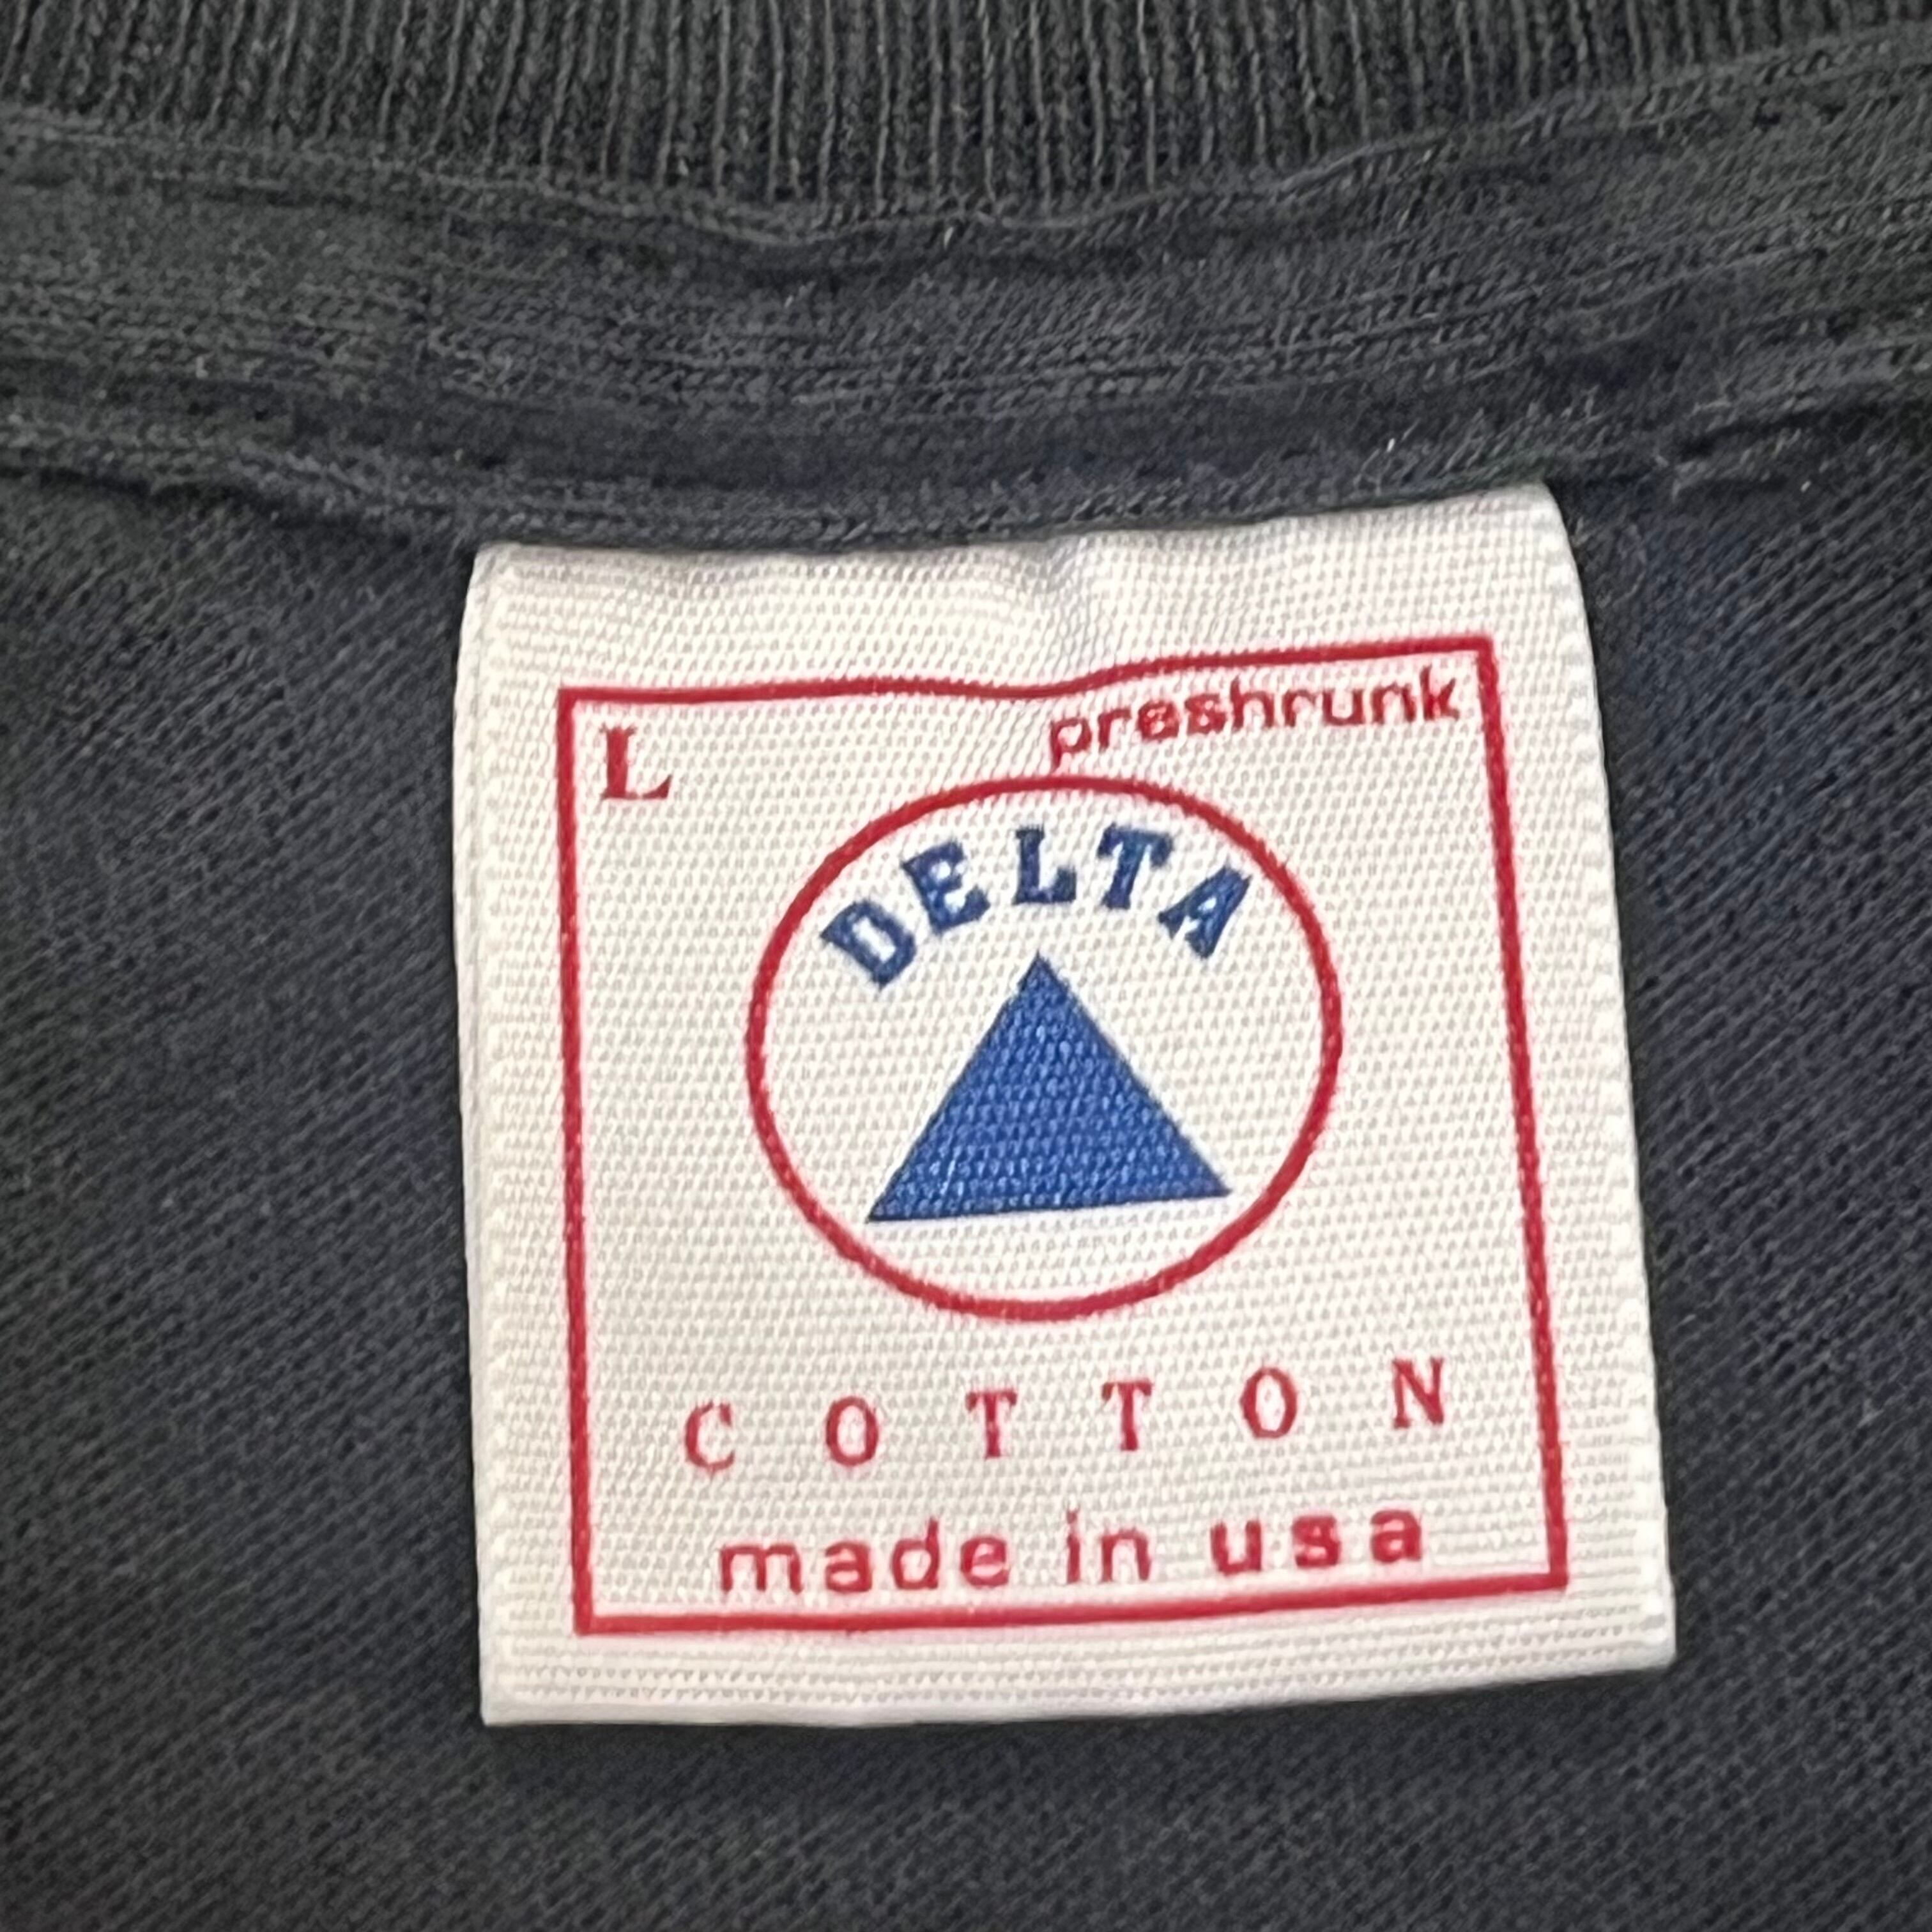 L
preshrunk
DELTA
COTTON
made in usa